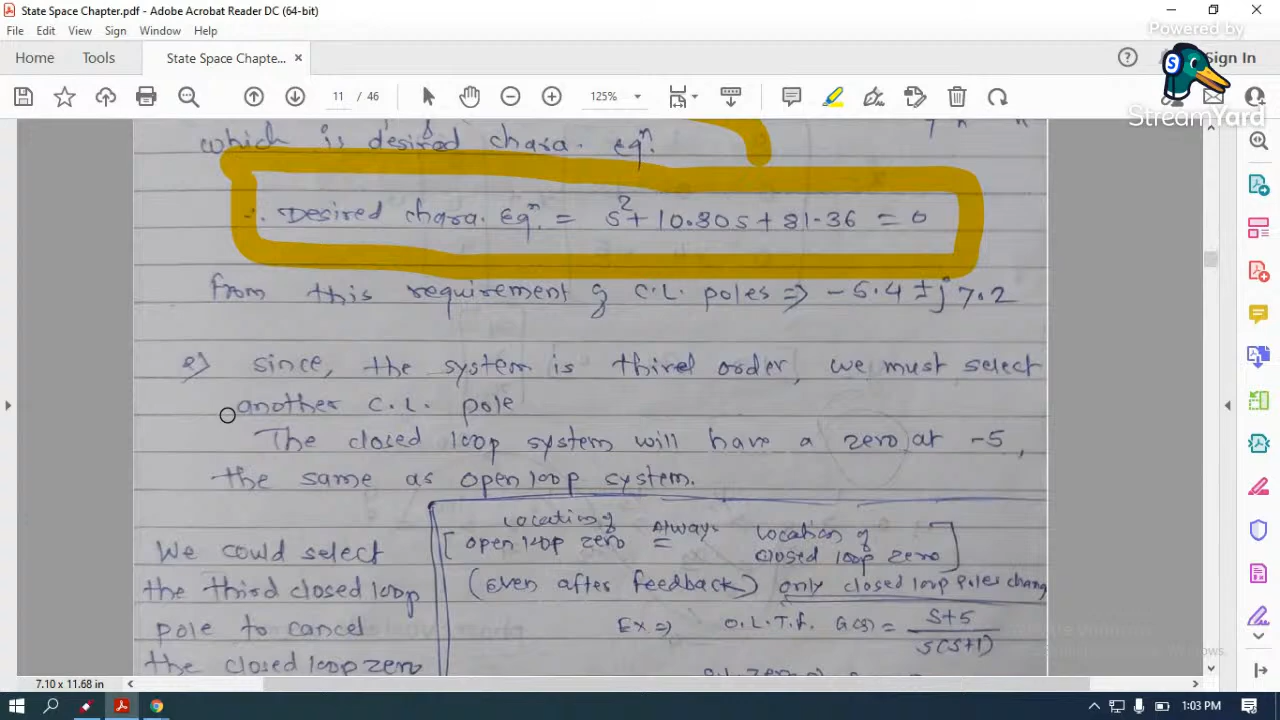 State Space Chapter.pdf - Adobe Acrobat Reader DC (64-bit)
File Edit View Sign Window Help
Powered by
Home Tools State Space Chapte... × Sign In
StreamYard
11 / 46 125%
which is desired chara. eqⁿ.
∴ Desired chara. Eqⁿ. = s²+10.80s+81.36 = 0
From this requirement of C.L. poles ⇒ -5.4 ±j 7.2
e) since, the system is third order, we must select
another C.L. pole
The closed loop system will have a zero at -5,
the same as open loop system.
[Location of open loop zero Always = Location of closed loop zero]
(Even after feedback) only closed loop poles chang
Ex⇒ O.L.T.f. G(s) = S+5 / S(S+1)
We could select
the third closed loop
pole to cancel
the closed loop zero
7.10 x 11.68 in
1:03 PM